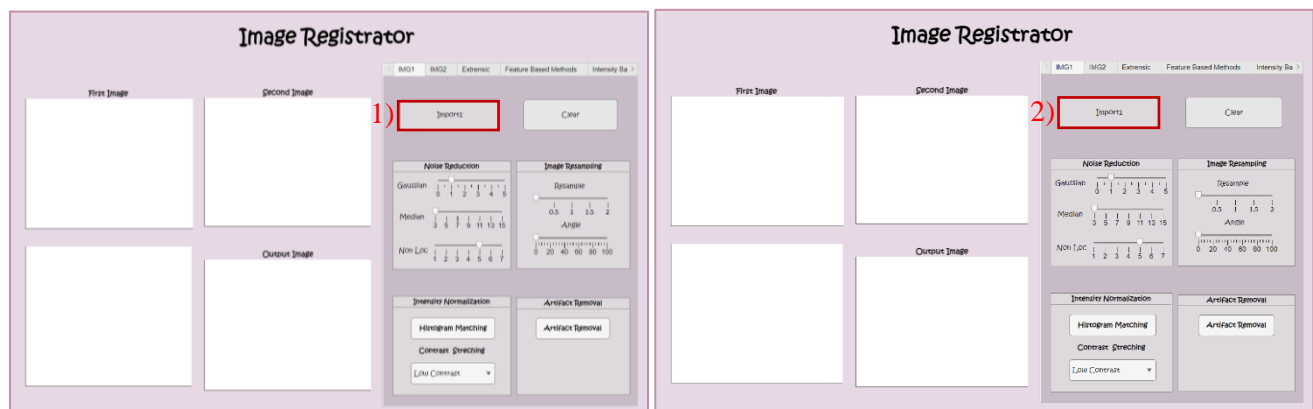 Image Registrator
IMG1 IMG2 Extrensic Feature Based Methods Intensity Ba
First Image
Second Image
1)
Import1
Clear
Noise Reduction
Gaussian
0 1 2 3 4 5
Median
3 5 7 9 11 13 15
Non Loc.
1 2 3 4 5 6 7
Image Resampling
Resample
0.5 1 1.5 2
Angle
0 20 40 60 80 100
Output Image
Intensity Normalization
Histogram Matching
Contrast Streching
Low Contrast
Artifact Removal
Artifact Removal
Image Registrator
IMG1 IMG2 Extrensic Feature Based Methods Intensity Ba
First Image
Second Image
2)
Import1
Clear
Noise Reduction
Gaussian
0 1 2 3 4 5
Median
3 5 7 9 11 13 15
Non Loc.
1 2 3 4 5 6 7
Image Resampling
Resample
0.5 1 1.5 2
Angle
0 20 40 60 80 100
Output Image
Intensity Normalization
Histogram Matching
Contrast Streching
Low Contrast
Artifact Removal
Artifact Removal